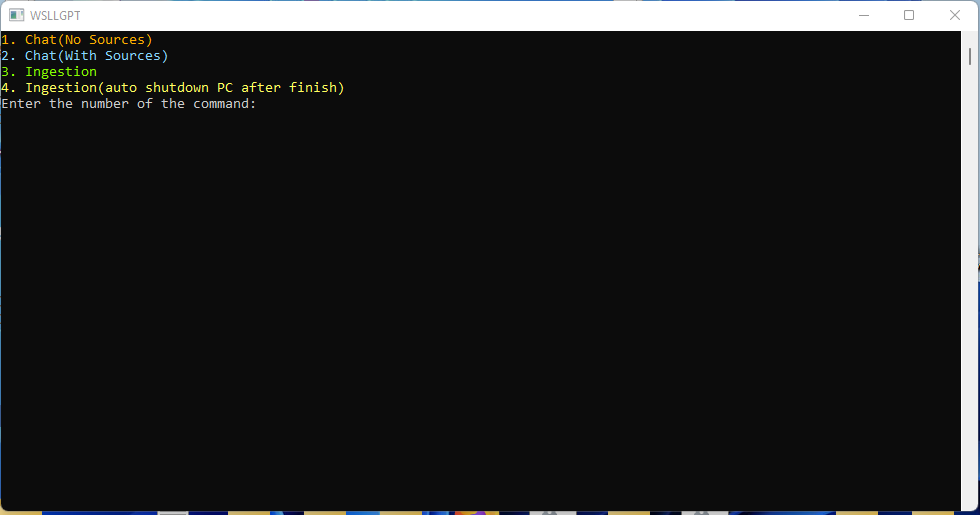 WSLLGPT
1. Chat(No Sources)
2. Chat(With Sources)
3. Ingestion
4. Ingestion(auto shutdown PC after finish)
Enter the number of the command: